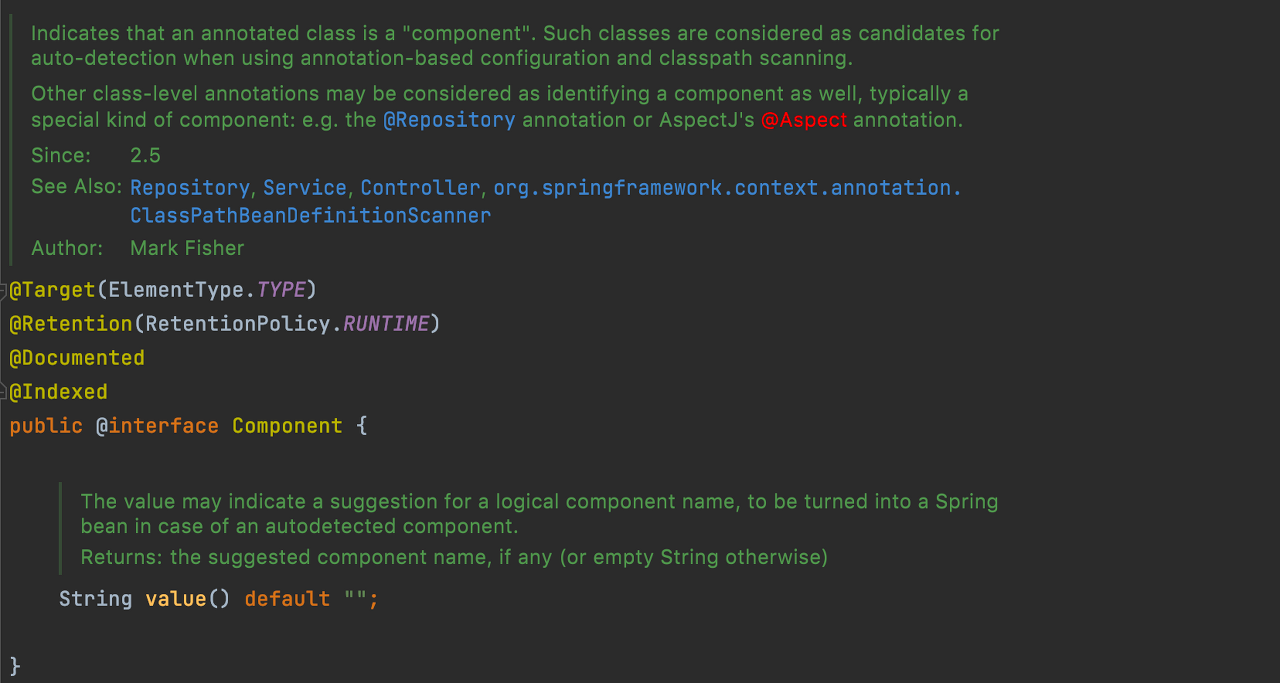 Indicates that an annotated class is a "component". Such classes are considered as candidates for
auto-detection when using annotation-based configuration and classpath scanning.
Other class-level annotations may be considered as identifying a component as well, typically a
special kind of component: e.g. the @Repository annotation or AspectJ's @Aspect annotation.
Since: 2.5
See Also: Repository, Service, Controller, org.springframework.context.annotation.
ClassPathBeanDefinitionScanner
Author: Mark Fisher
@Target(ElementType.TYPE)
@Retention(RetentionPolicy.RUNTIME)
@Documented
@Indexed
public @interface Component {
The value may indicate a suggestion for a logical component name, to be turned into a Spring
bean in case of an autodetected component.
Returns: the suggested component name, if any (or empty String otherwise)
String value() default "";
}